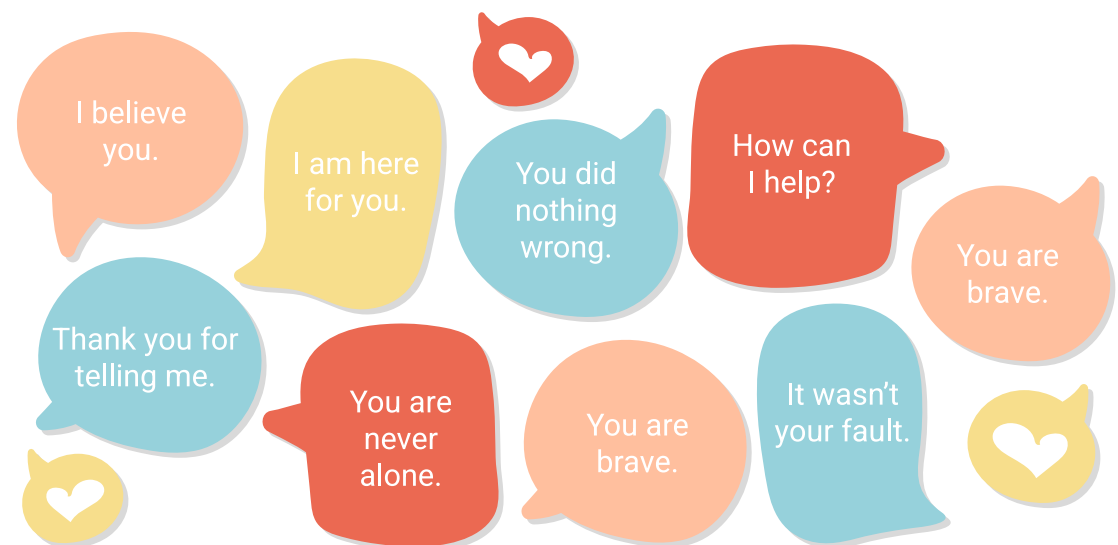 I believe
you.
I am here
for you.
You did
nothing
wrong.
How can
I help?
You are
brave.
Thank you for
telling me.
You are
never
alone.
You are
brave.
It wasn’t
your fault.